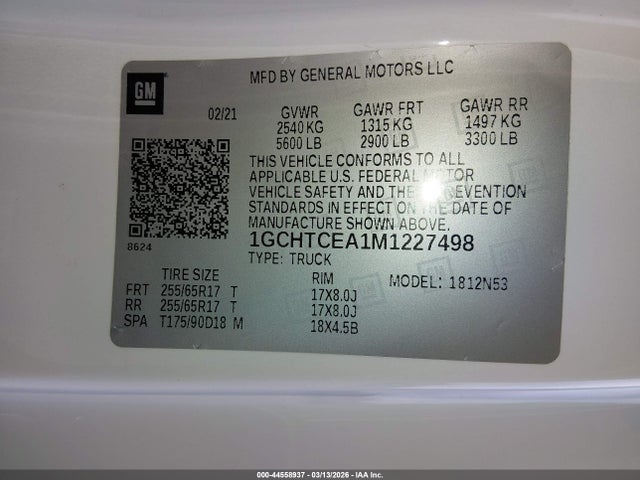 GM
MFD BY GENERAL MOTORS LLC
02/21 GVWR GAWR FRT GAWR RR
2540 KG 1315 KG 1497 KG
5600 LB 2900 LB 3300 LB
THIS VEHICLE CONFORMS TO ALL
APPLICABLE U.S. FEDERAL MOTOR
VEHICLE SAFETY AND THEFT PREVENTION
STANDARDS IN EFFECT ON THE DATE OF
MANUFACTURE SHOWN ABOVE.
8624
1GCHTCEA1M1227498
TYPE: TRUCK
TIRE SIZE RIM MODEL: 1812N53
FRT 255/65R17 T 17X8.0J
RR 255/65R17 T 17X8.0J
SPA T175/90D18 M 18X4.5B
000-44558937 - 03/13/2026 - IAA Inc.